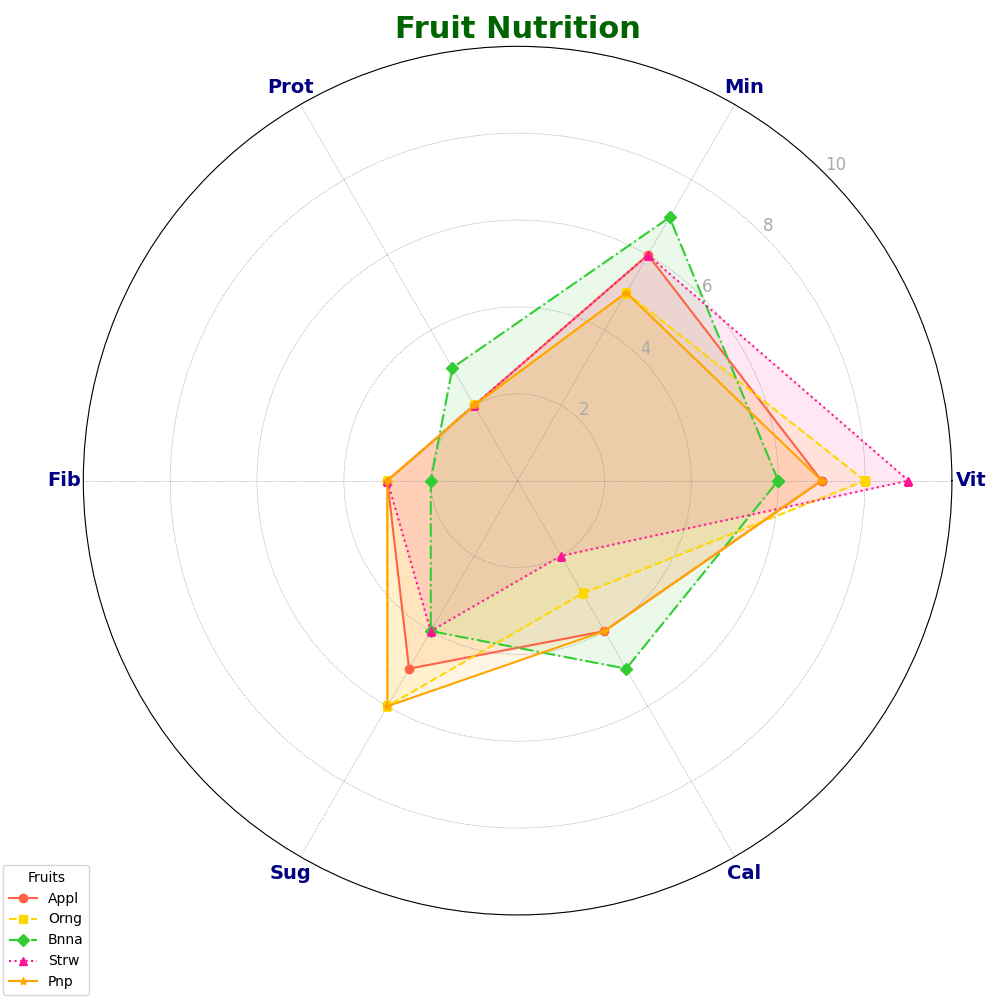 Fruit Nutrition
Prot
Min
10
8
6
4
2
Fib
Vit
Sug
Cal
Fruits
Appl
Orng
Bnna
Strw
Pnp